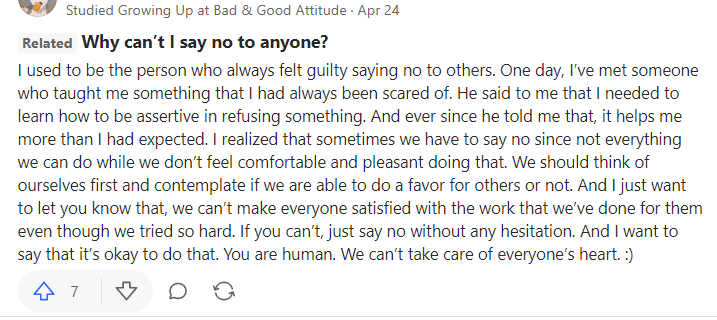 Studied Growing Up at Bad & Good Attitude · Apr 24
Related Why can't I say no to anyone?
I used to be the person who always felt guilty saying no to others. One day, I've met someone
who taught me something that I had always been scared of. He said to me that I needed to
learn how to be assertive in refusing something. And ever since he told me that, it helps me
more than I had expected. I realized that sometimes we have to say no since not everything
we can do while we don't feel comfortable and pleasant doing that. We should think of
ourselves first and contemplate if we are able to do a favor for others or not. And I just want
to let you know that, we can't make everyone satisfied with the work that we've done for them
even though we tried so hard. If you can't, just say no without any hesitation. And I want to
say that it's okay to do that. You are human. We can't take care of everyone's heart. :)
7